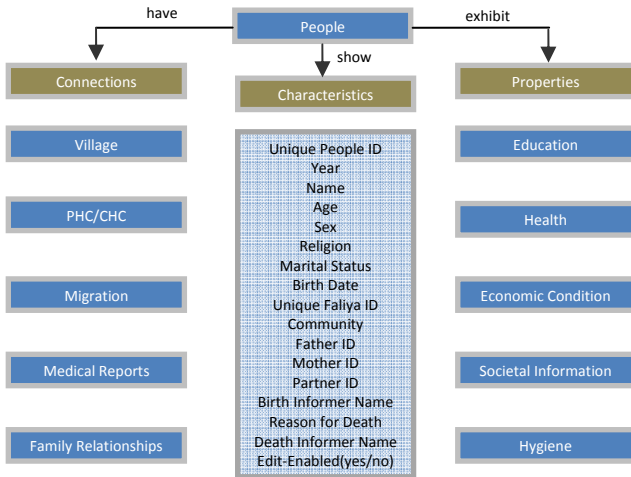 have
People
exhibit
show
Connections
Characteristics
Properties
Village
PHC/CHC
Migration
Medical Reports
Family Relationships
Unique People ID
Year
Name
Age
Sex
Religion
Marital Status
Birth Date
Unique Faliya ID
Community
Father ID
Mother ID
Partner ID
Birth Informer Name
Reason for Death
Death Informer Name
Edit-Enabled(yes/no)
Education
Health
Economic Condition
Societal Information
Hygiene